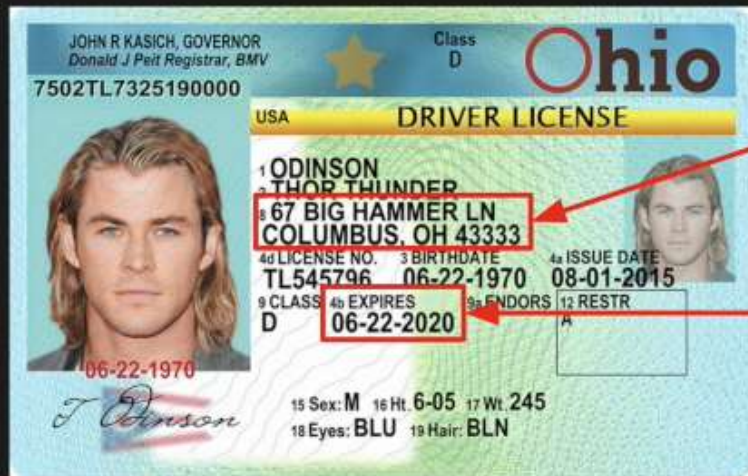 JOHN R KASICH, GOVERNOR
Donald J Peit Registrar, BMV
Class
D
Ohio
7502TL7325190000
USA
DRIVER LICENSE
1 ODINSON
2 THOR THUNDER
8 67 BIG HAMMER LN
COLUMBUS, OH 43333
4d LICENSE NO. 3 BIRTHDATE 4a ISSUE DATE
TL545796 06-22-1970 08-01-2015
9 CLASS 4b EXPIRES 9a ENDORS 12 RESTR
D 06-22-2020 A
06-22-1970
T Odinson
15 Sex: M 16 Ht. 6-05 17 Wt. 245
18 Eyes: BLU 19 Hair: BLN